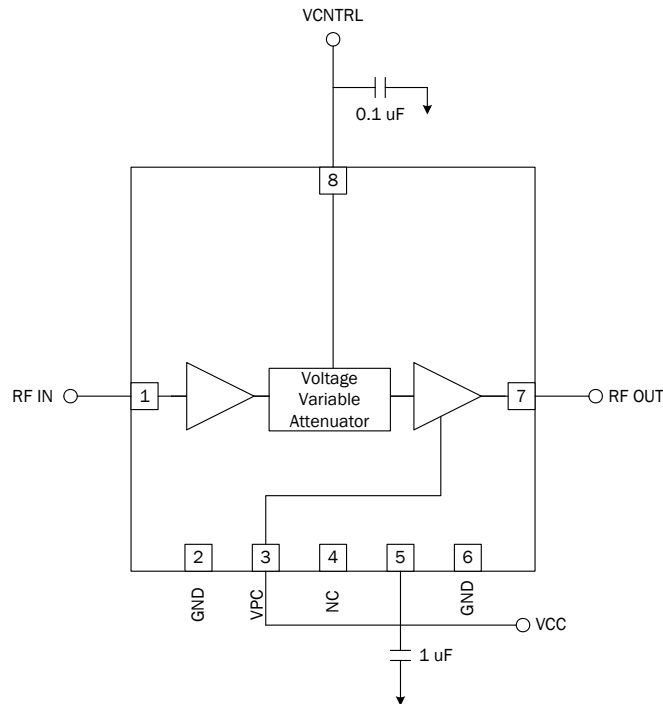 VCNTRL
0.1 uF
8
RF IN
1
Voltage
Variable
Attenuator
7
RF OUT
2
3
4
5
6
GND
VPC
NC
GND
VCC
1 uF